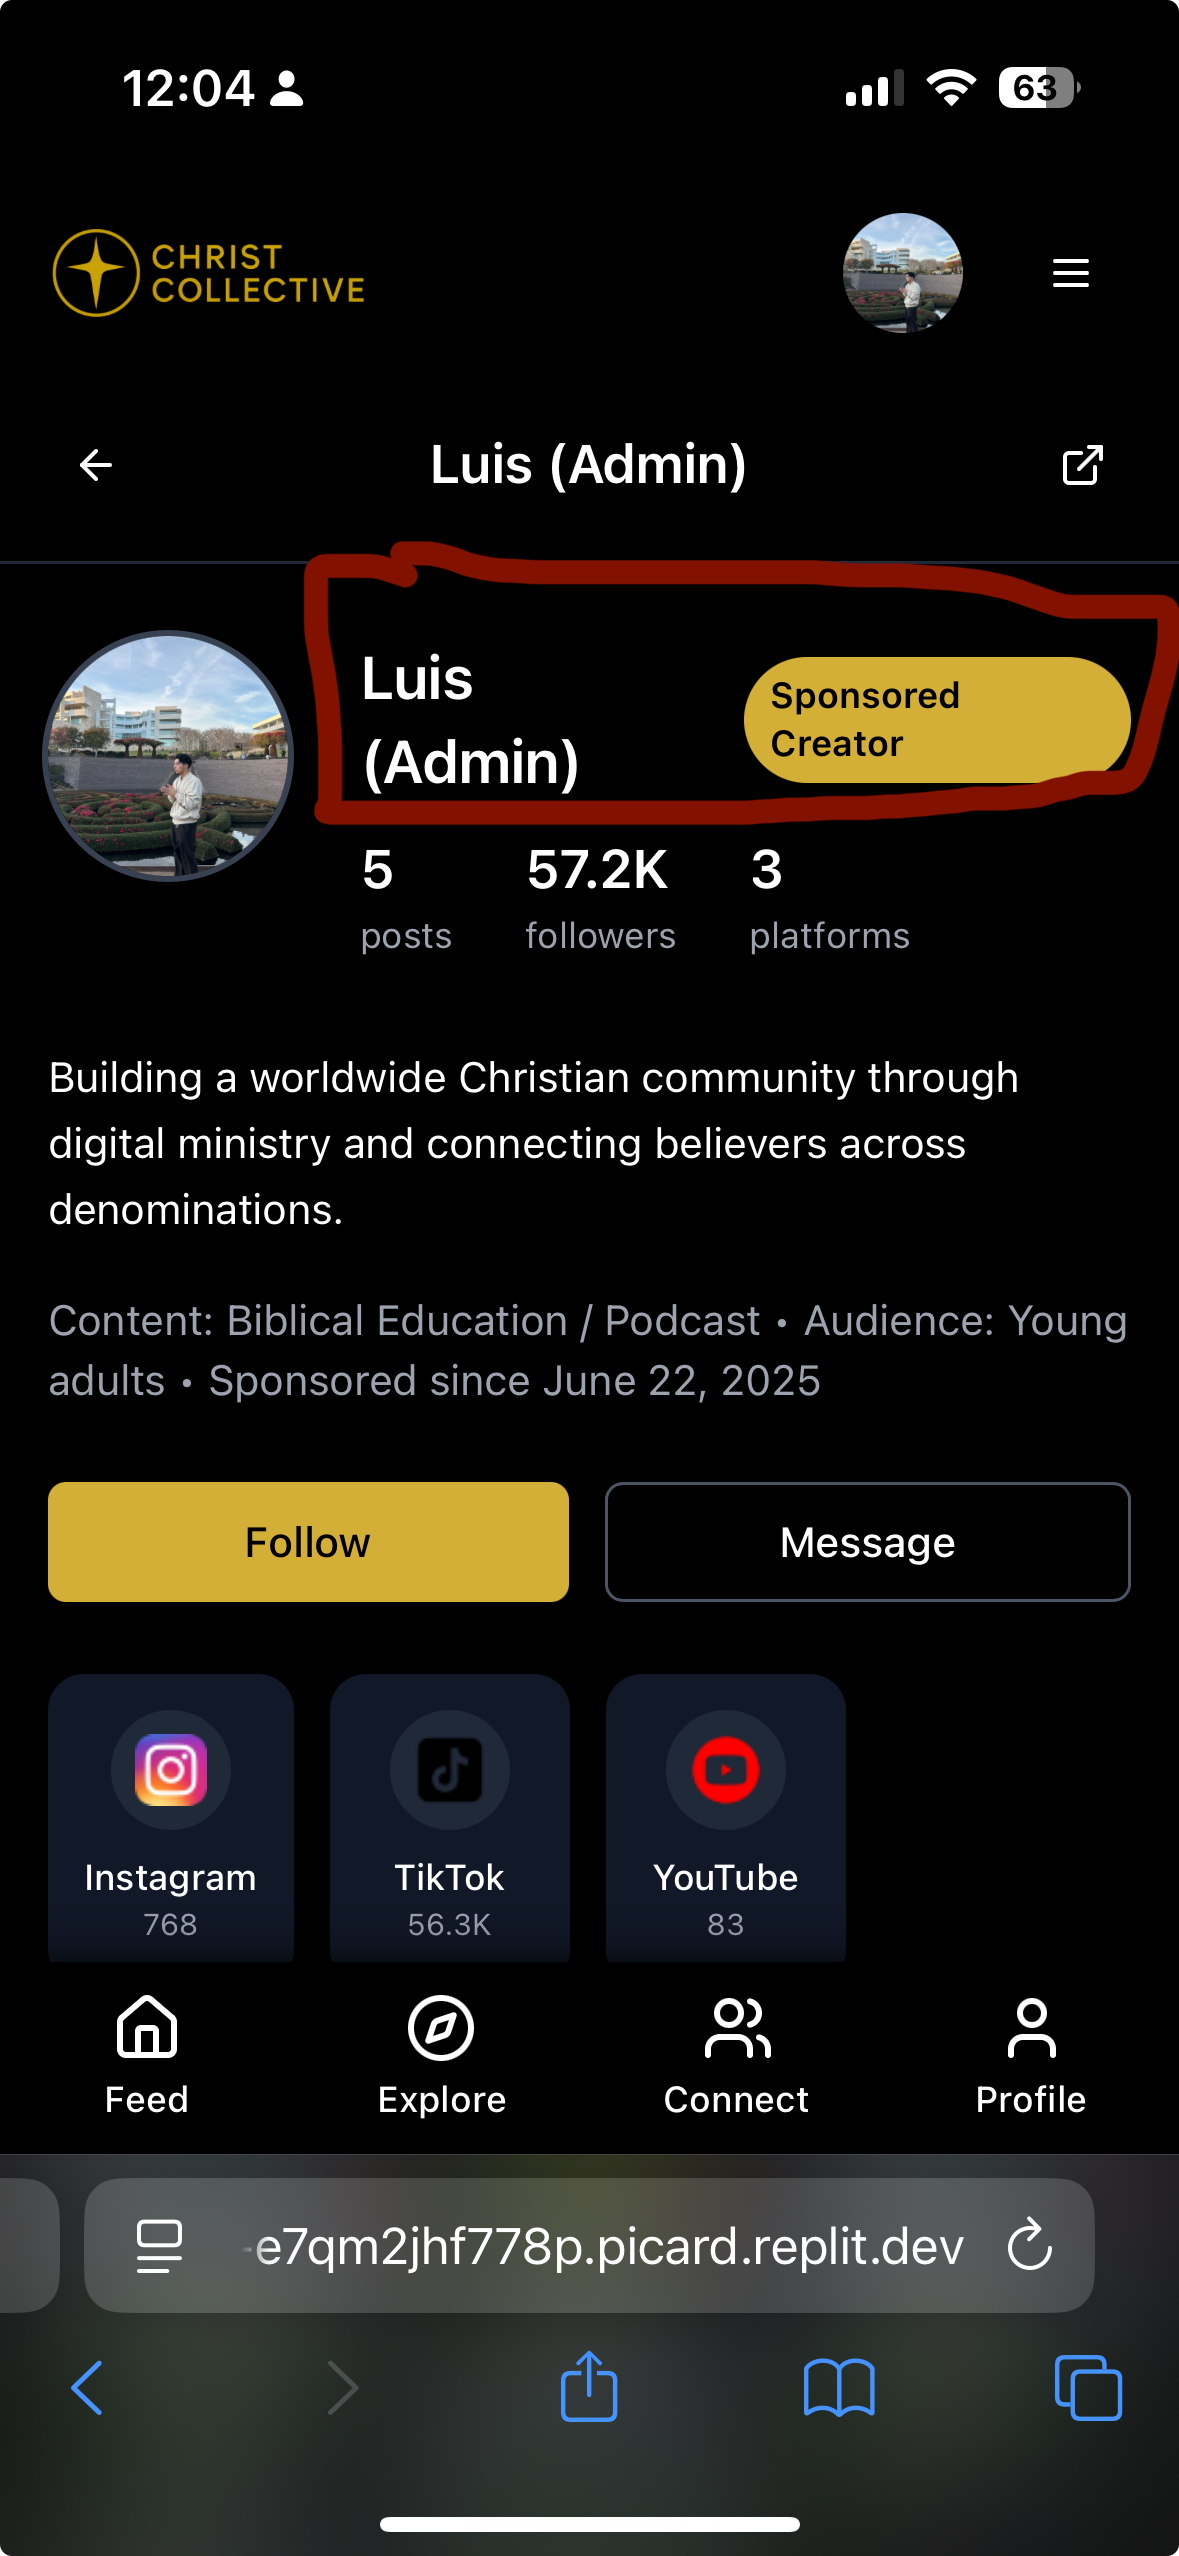 12:04
63
CHRIST
COLLECTIVE
Luis (Admin)
Luis
(Admin)
Sponsored
Creator
5
57.2K
3
posts
followers
platforms
Building a worldwide Christian community through
digital ministry and connecting believers across
denominations.
Content: Biblical Education / Podcast • Audience: Young
adults • Sponsored since June 22, 2025
Follow
Message
Instagram
TikTok
YouTube
768
56.3K
83
Feed
Explore
Connect
Profile
-e7qm2jhf778p.picard.replit.dev